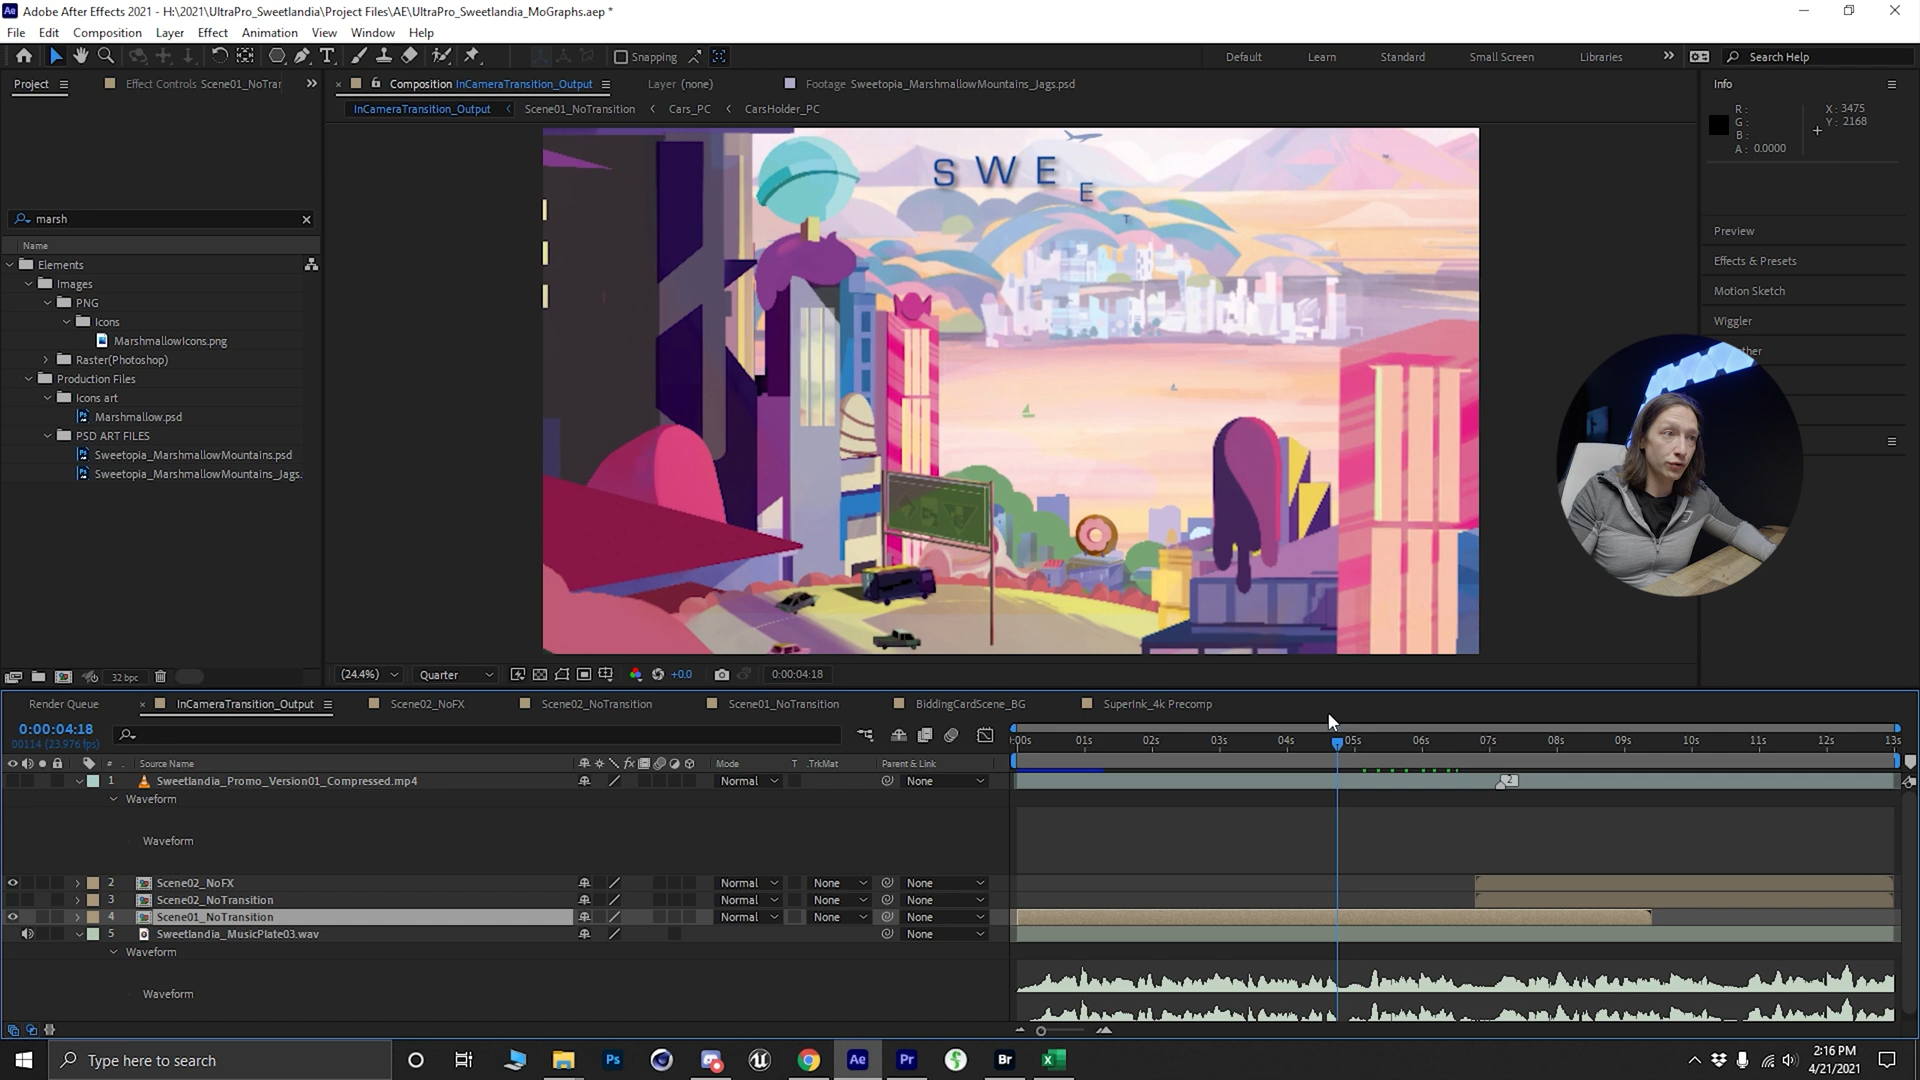 Adobe After Effects 2021 - H:\2021\UltraPro_Sweetlandia\Project Files\AE\UltraPro_Sweetlandia_MoGraphs.aep *
File Edit Composition Layer Effect Animation View Window Help
Snapping
Default Learn Standard Small Screen Libraries Search Help
Project Effect Controls Scene01_NoTrar
Composition InCameraTransition_Output Layer (none) Footage Sweetopia_MarshmallowMountains_Jags.psd
Info
InCameraTransition_Output Scene01_NoTransition Cars_PC CarsHolder_PC
R :
G :
B :
A : 0.0000
X : 3475
Y : 2168
SWEET
marsh
Name
Elements
Images
PNG
Icons
MarshmallowIcons.png
Raster(Photoshop)
Production Files
Icons art
Marshmallow.psd
PSD ART FILES
Sweetopia_MarshmallowMountains.psd
Sweetopia_MarshmallowMountains_Jags.
Preview
Effects & Presets
Motion Sketch
Wiggler
32 bpc
(24.4%) Quarter +0.0 0:00:04:18
Render Queue InCameraTransition_Output Scene02_NoFX Scene02_NoTransition Scene01_NoTransition BiddingCardScene_BG SuperInk_4k Precomp
0:00:04:18
00114 (23.976 fps)
:00s 01s 02s 03s 04s 05s 06s 07s 08s 09s 10s 11s 12s 13s
# Source Name Mode T .TrkMat Parent & Link
1 Sweetlandia_Promo_Version01_Compressed.mp4 Normal None
2
Waveform
Waveform
2 Scene02_NoFX Normal None None
3 Scene02_NoTransition Normal None None
4 Scene01_NoTransition Normal None None
5 Sweetlandia_MusicPlate03.wav None
Waveform
Waveform
Type here to search
Ps Ae Pr Br
2:16 PM
4/21/2021